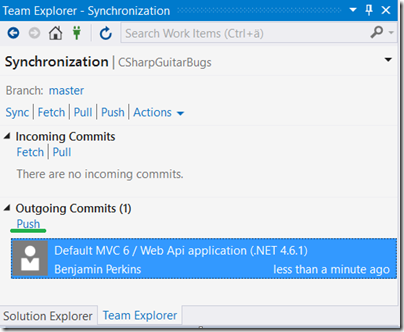 Team Explorer - Synchronization
Search Work Items (Ctrl+ä)
Synchronization | CSharpGuitarBugs
Branch: master
Sync | Fetch | Pull | Push | Actions
Incoming Commits
Fetch | Pull
There are no incoming commits.
Outgoing Commits (1)
Push
Default MVC 6 / Web Api application (.NET 4.6.1)
Benjamin Perkins less than a minute ago
Solution Explorer Team Explorer